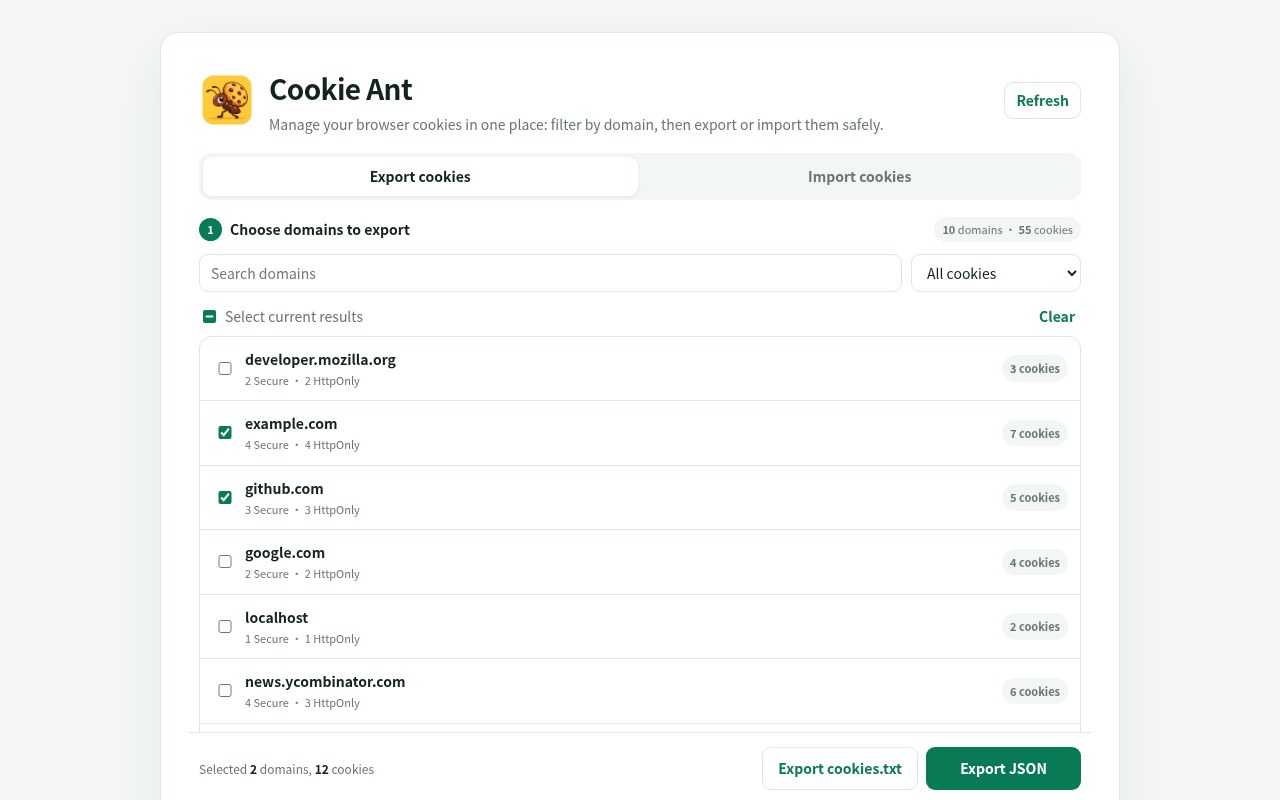 Cookie Ant
Manage your browser cookies in one place: filter by domain, then export or import them safely.
Refresh
Export cookies
Import cookies
1 Choose domains to export
10 domains • 55 cookies
Search domains
All cookies
Select current results
Clear
developer.mozilla.org
2 Secure • 2 HttpOnly
3 cookies
example.com
4 Secure • 4 HttpOnly
7 cookies
github.com
3 Secure • 3 HttpOnly
5 cookies
google.com
2 Secure • 2 HttpOnly
4 cookies
localhost
1 Secure • 1 HttpOnly
2 cookies
news.ycombinator.com
4 Secure • 3 HttpOnly
6 cookies
Selected 2 domains, 12 cookies
Export cookies.txt
Export JSON